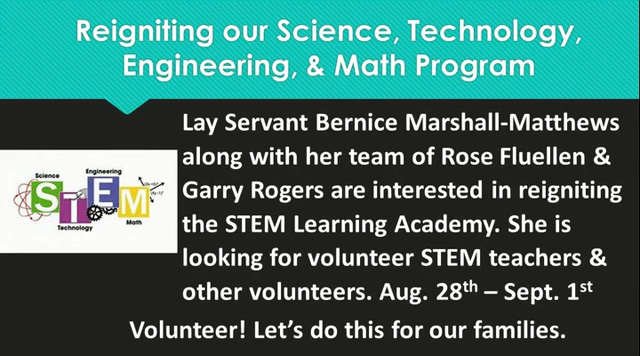 Reigniting our Science, Technology,
Engineering, & Math Program
Lay Servant Bernice Marshall-Matthews
along with her team of Rose Fluellen &
Garry Rogers are interested in reigniting
the STEM Learning Academy. She is
looking for volunteer STEM teachers &
other volunteers. Aug. 28th – Sept. 1st
Volunteer! Let's do this for our families.
Science
Engineering
STEM
Technology
Math